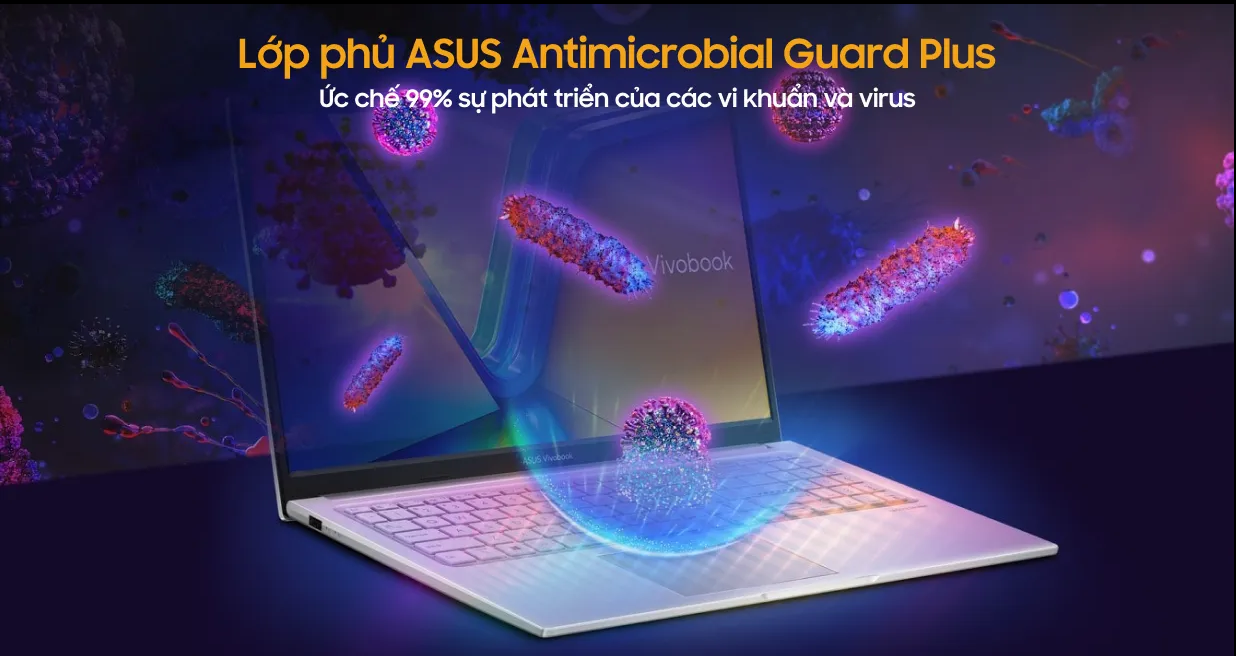 Lớp phủ ASUS Antimicrobial Guard Plus
Ức chế 99% sự phát triển của các vi khuẩn và virus
Vivobook
ASUS Vivobook